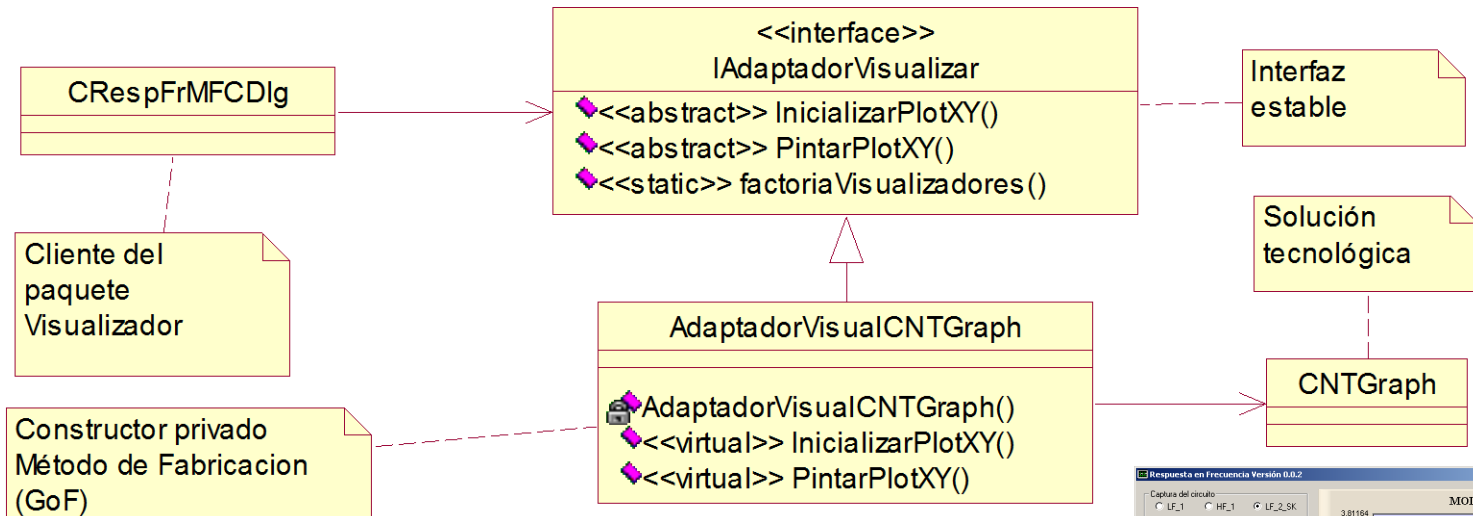 <<interface>>
IAdaptadorVisualizar
<<abstract>> InicializarPlotXY()
<<abstract>> PintarPlotXY()
<<static>> factoriaVisualizadores()
CRespFrMFCDlg
Interfaz
estable
Cliente del
paquete
Visualizador
Solución
tecnológica
AdaptadorVisualCNTGraph
AdaptadorVisualCNTGraph()
<<virtual>> InicializarPlotXY()
<<virtual>> PintarPlotXY()
CNTGraph
Constructor privado
Método de Fabricacion
(GoF)
Respuesta en Frecuencia Versión 0.0.2
Captura del circuito
LF_1 HF_1 LF_2_SK
3.81164